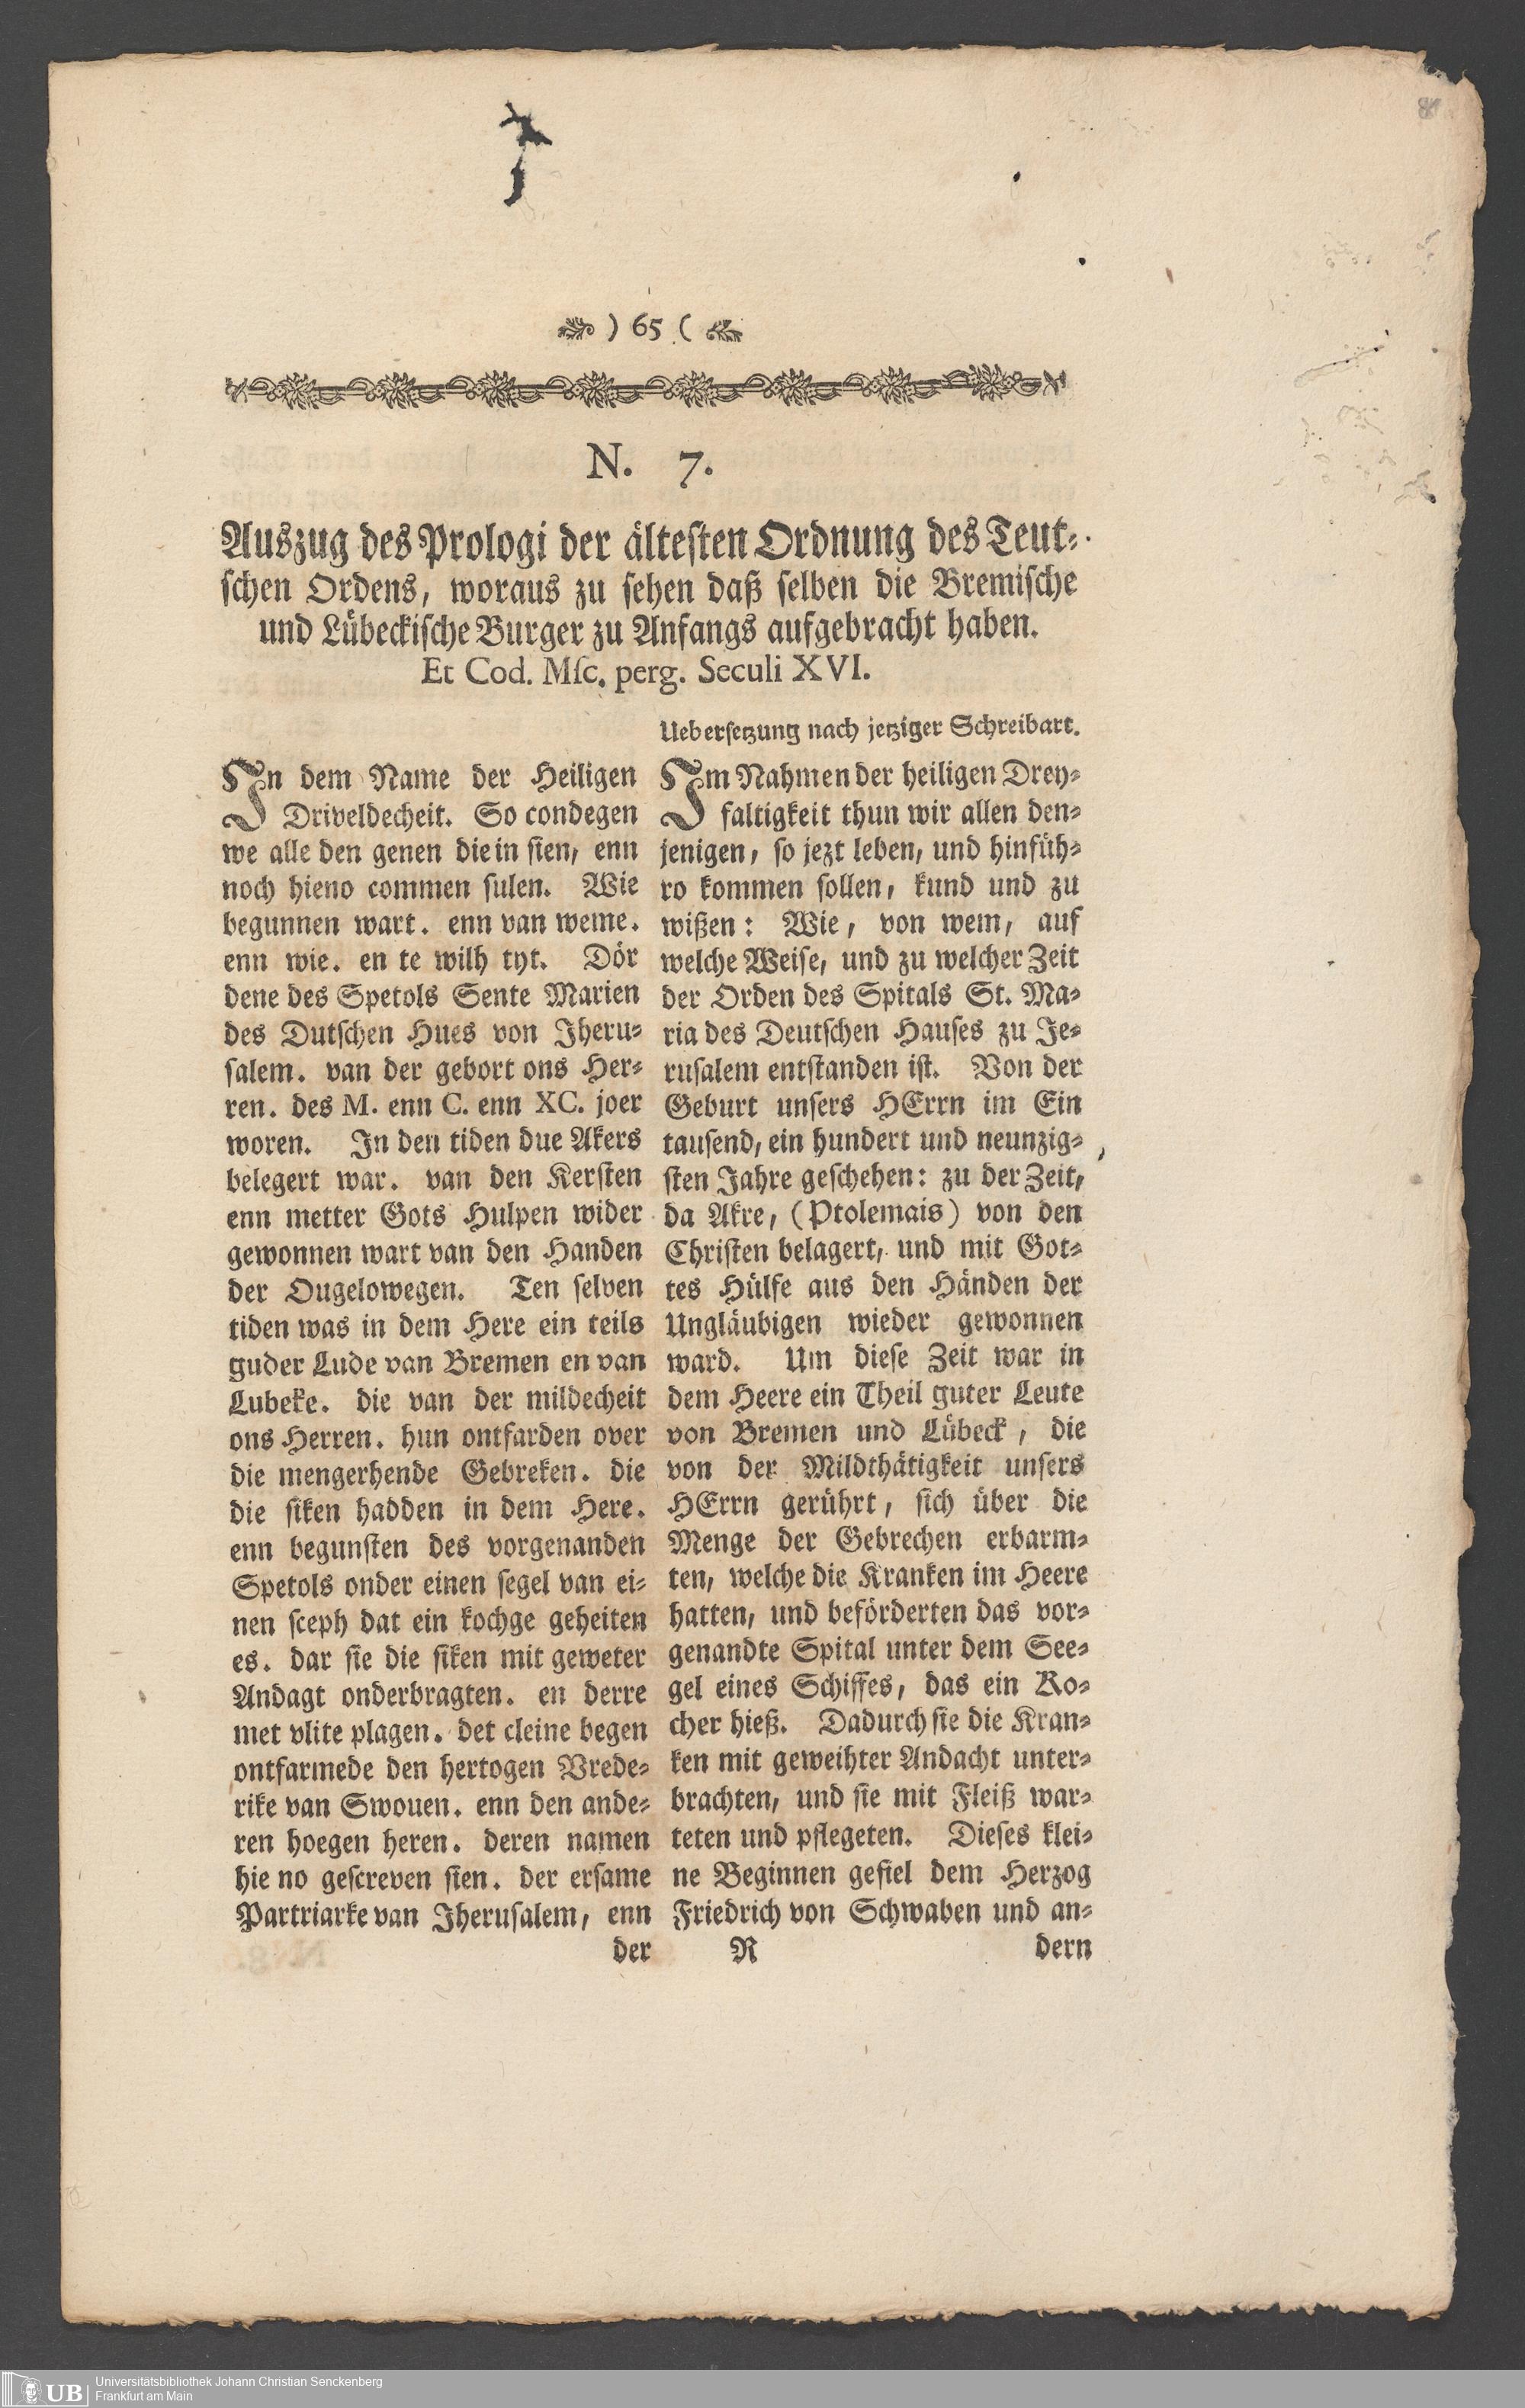 ) 65 (
N. 7.
Auszug des Prologi der ältesten Ordnung des Teut-
schen Ordens, woraus zu sehen daß selben die Bremische
und Lübeckische Burger zu Anfangs aufgebracht haben.
Et Cod. Msc. perg. Seculi XVI.
In dem Name der Heiligen
Driveldecheit. So condegen
we alle den genen die in sien, enn
noch hieno commen sulen. Wie
begunnen wart. enn van weme.
enn wie. en te wilh tyt. Dör
dene des Spetols Sente Marien
des Dutschen Hues von Jheru-
salem. van der gebort ons Her-
ren. des M. enn C. enn XC. joer
woren. In den tiden due Akers
belegert war. van den Kersten
enn metter Gots Hulpen wider
gewonnen wart van den Handen
der Ougelowegen. Ten selven
tiden was in dem Here ein teils
guder Lude van Bremen en van
Lubeke. die van der mildecheit
ons Herren. hun ontfarden over
die mengerhende Gebreken. die
die siken hadden in dem Here.
enn begunsten des vorgenanden
Spetols onder einen segel van ei-
nen sceph dat ein kochge geheiten
es. dar sie die siken mit geweter
Andagt onderbragten. en derre
met vlite plagen. det cleine begen
ontfarmede den hertogen Vrede-
rike van Swouen. enn den ande-
ren hoegen heren. deren namen
hie no gescreven sien. der ersame
Partriarke van Jherusalem, enn
der
Uebersetzung nach jetziger Schreibart.
Im Nahmen der heiligen Drey-
faltigkeit thun wir allen den-
jenigen, so jezt leben, und hinfüh-
ro kommen sollen, kund und zu
wißen: Wie, von wem, auf
welche Weise, und zu welcher Zeit
der Orden des Spitals St. Ma-
ria des Deutschen Hauses zu Je-
rusalem entstanden ist. Von der
Geburt unsers HErrn im Ein
tausend, ein hundert und neunzig-
sten Jahre geschehen: zu der Zeit,
da Akre, (Ptolemais) von den
Christen belagert, und mit Got-
tes Hülfe aus den Händen der
Ungläubigen wieder gewonnen
ward. Um diese Zeit war in
dem Heere ein Theil guter Leute
von Bremen und Lübeck, die
von der Mildthätigkeit unsers
HErrn gerührt, sich über die
Menge der Gebrechen erbarm-
ten, welche die Kranken im Heere
hatten, und beförderten das vor-
genandte Spital unter dem See-
gel eines Schiffes, das ein Ko-
cher hieß. Dadurch sie die Kran-
ken mit geweihter Andacht unter-
brachten, und sie mit Fleiß war-
teten und pflegeten. Dieses klei-
ne Beginnen gefiel dem Herzog
Friedrich von Schwaben und an-
R
dern
UB
Universitätsbibliothek Johann Christian Senckenberg
Frankfurt am Main